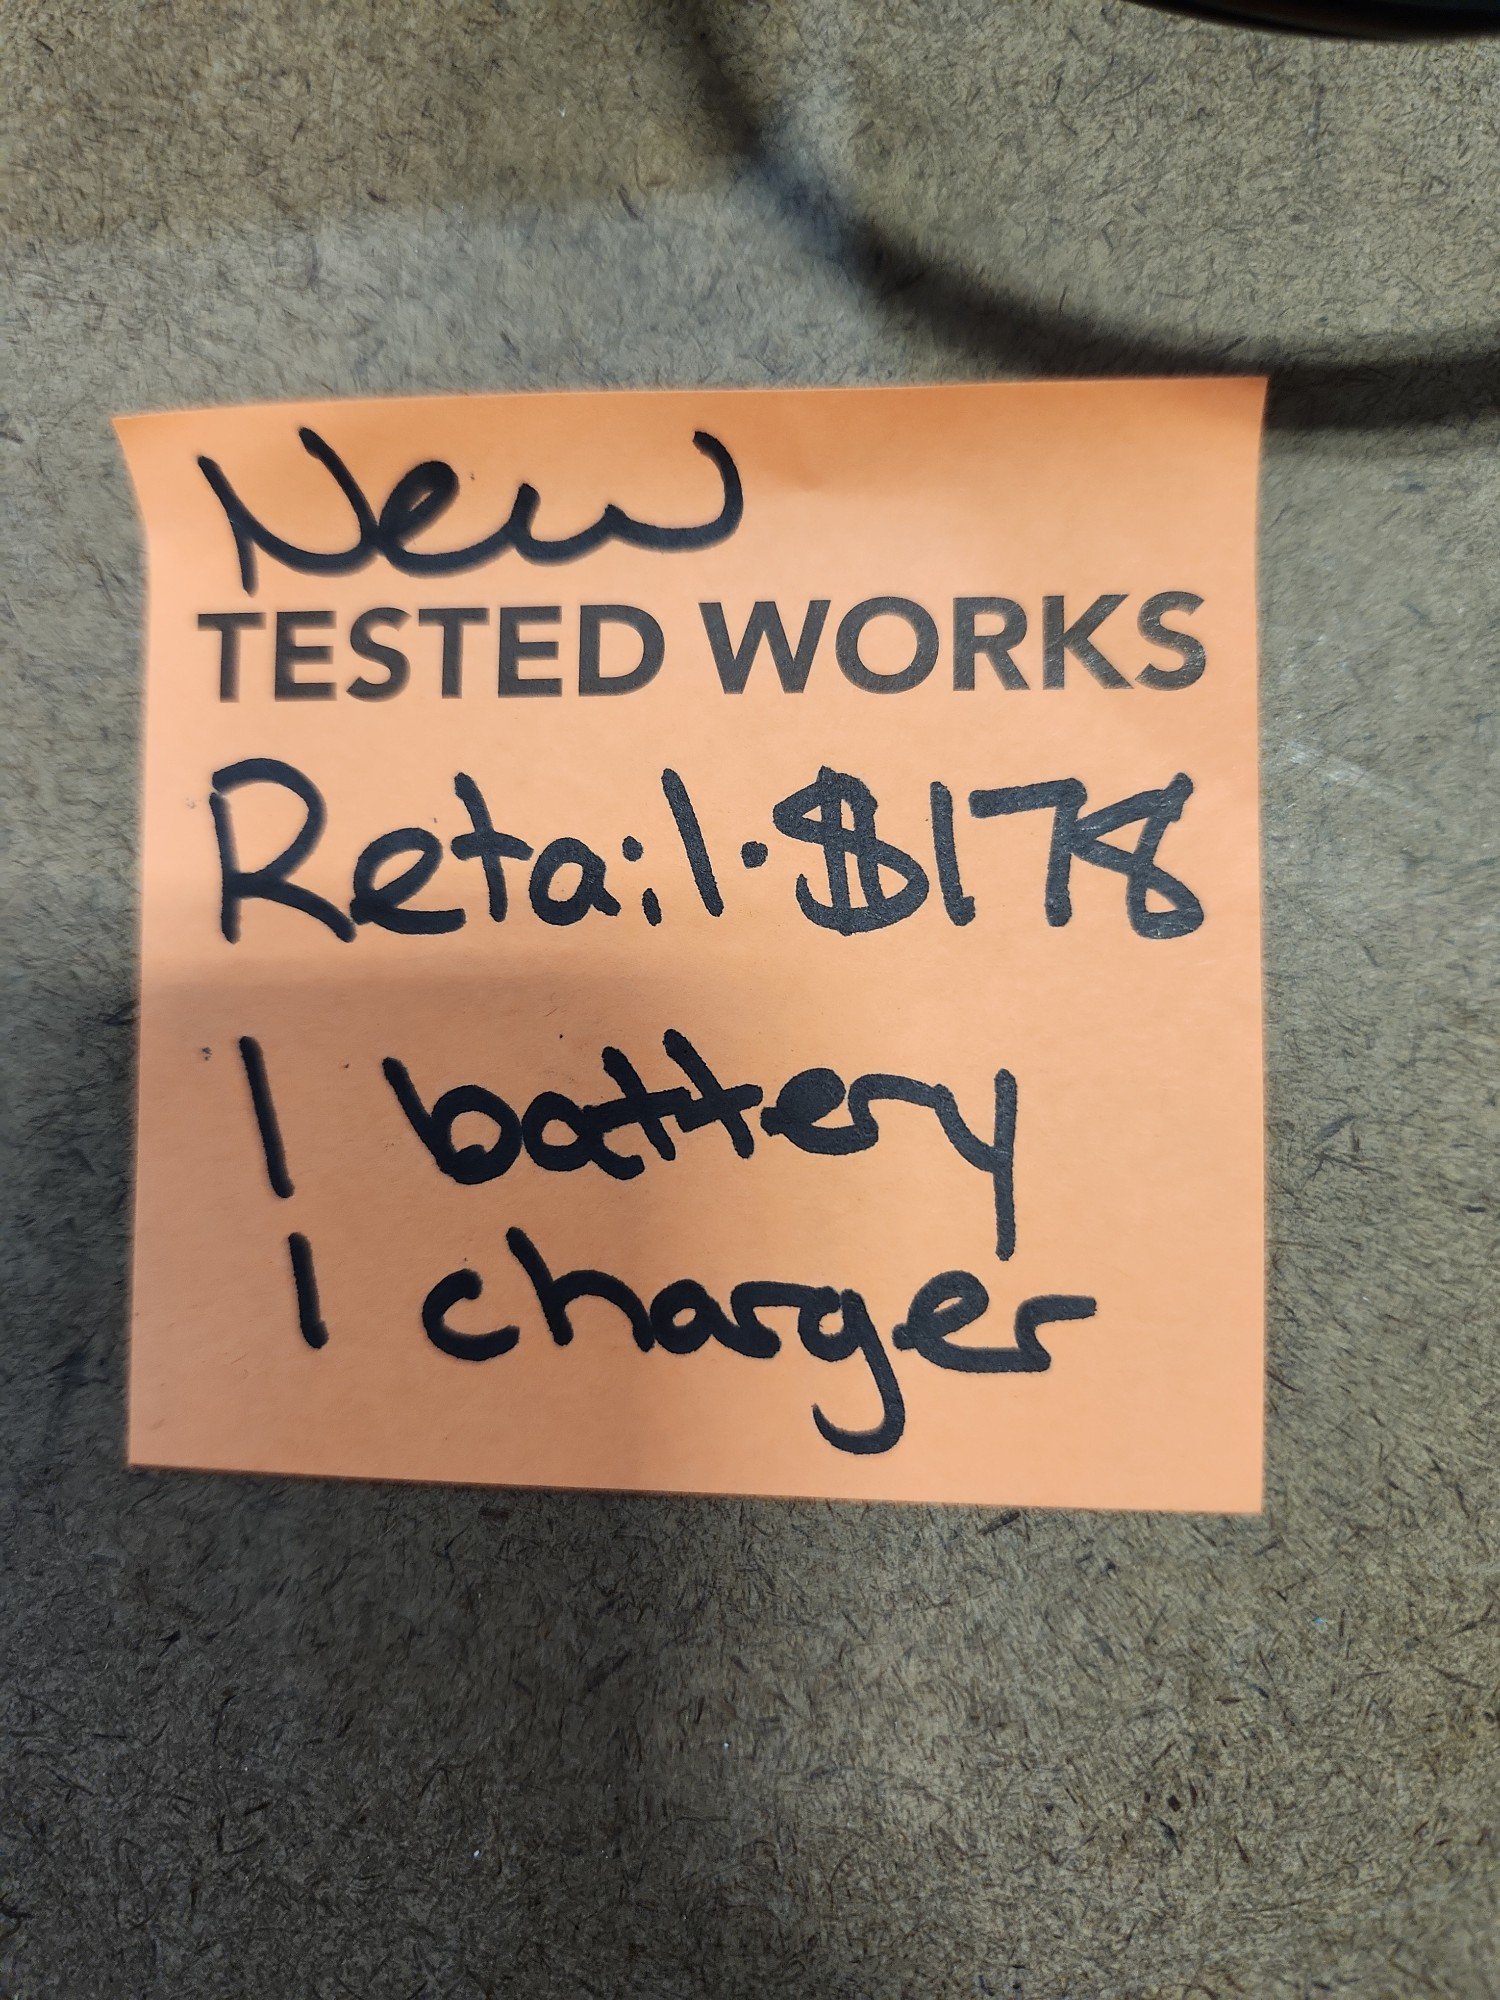 New
TESTED WORKS
Retail·$178
1 battery
1 charger